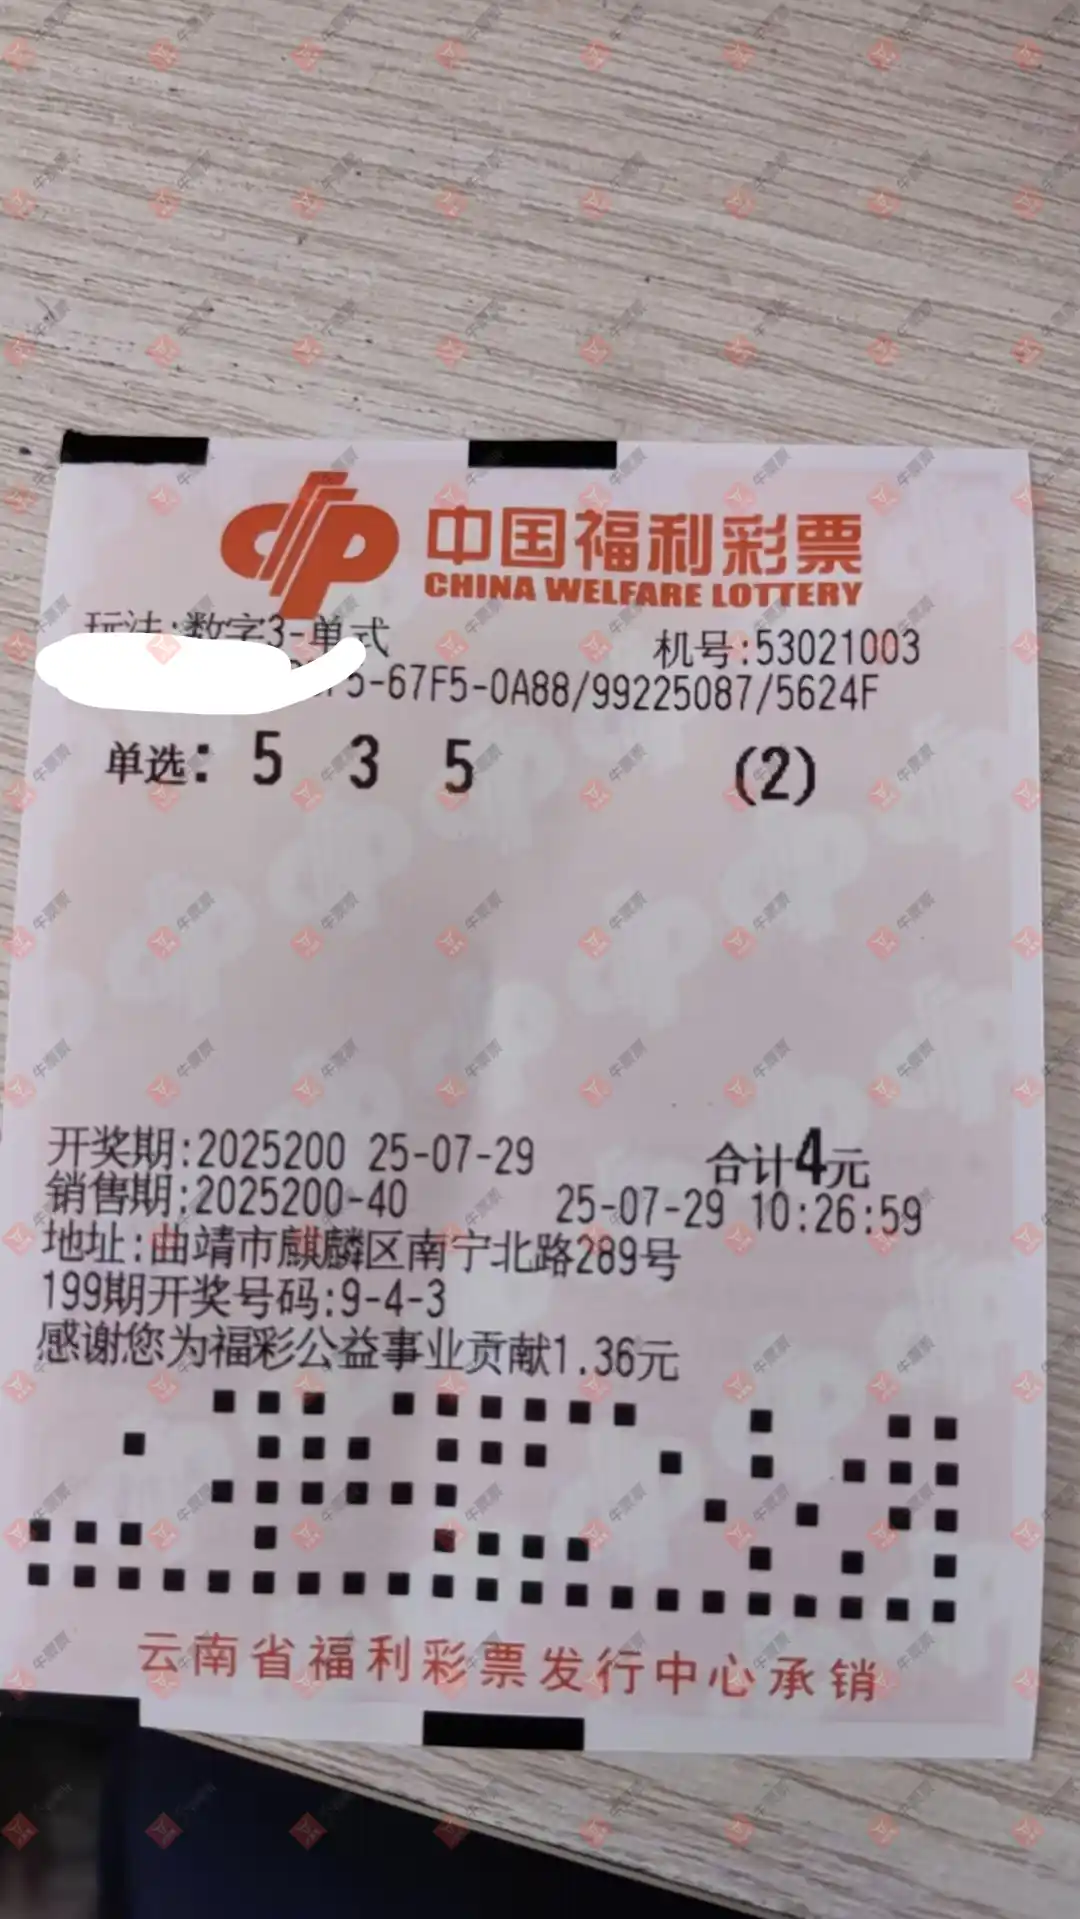 中国福利彩票
CHINA WELFARE LOTTERY
玩法:数字3-单式
机号:53021003
5-67F5-0A88/99225087/5624F
单选: 5 3 5 (2)
开奖期:2025200 25-07-29
合计4元
销售期:2025200-40 25-07-29 10:26:59
地址:曲靖市麒麟区南宁北路289号
199期开奖号码:9-4-3
感谢您为福彩公益事业贡献1.36元
云南省福利彩票发行中心承销
牛票票